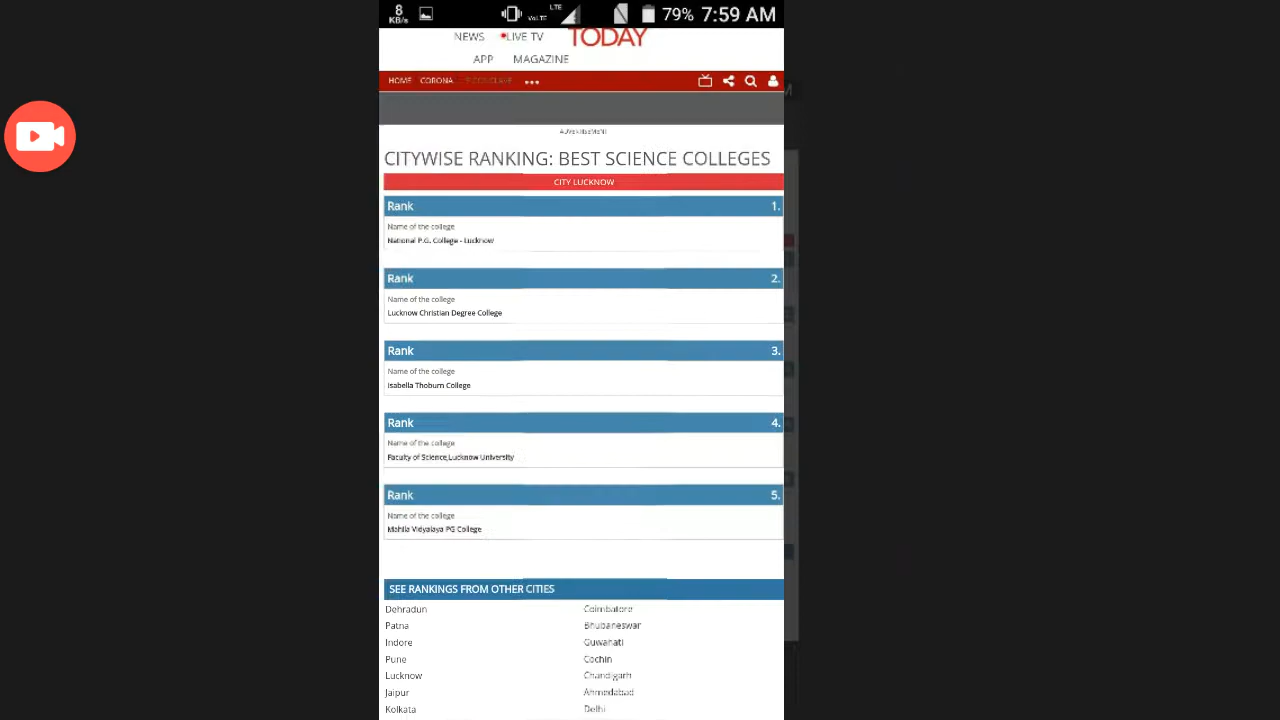 8 KB/s VoLTE LTE 79% 7:59 AM
NEWS LIVE TV TODAY
APP MAGAZINE
HOME CORONA
ADVERTISEMENT
CITYWISE RANKING: BEST SCIENCE COLLEGES
CITY LUCKNOW
Rank 1.
Name of the college
National P.G. College - Lucknow
Rank 2.
Name of the college
Lucknow Christian Degree College
Rank 3.
Name of the college
Isabella Thoburn College
Rank 4.
Name of the college
Faculty of Science,Lucknow University
Rank 5.
Name of the college
Mahila Vidyalaya PG College
SEE RANKINGS FROM OTHER CITIES
Dehradun Coimbatore
Patna Bhubaneswar
Indore Guwahati
Pune Cochin
Lucknow Chandigarh
Jaipur Ahmedabad
Kolkata Delhi